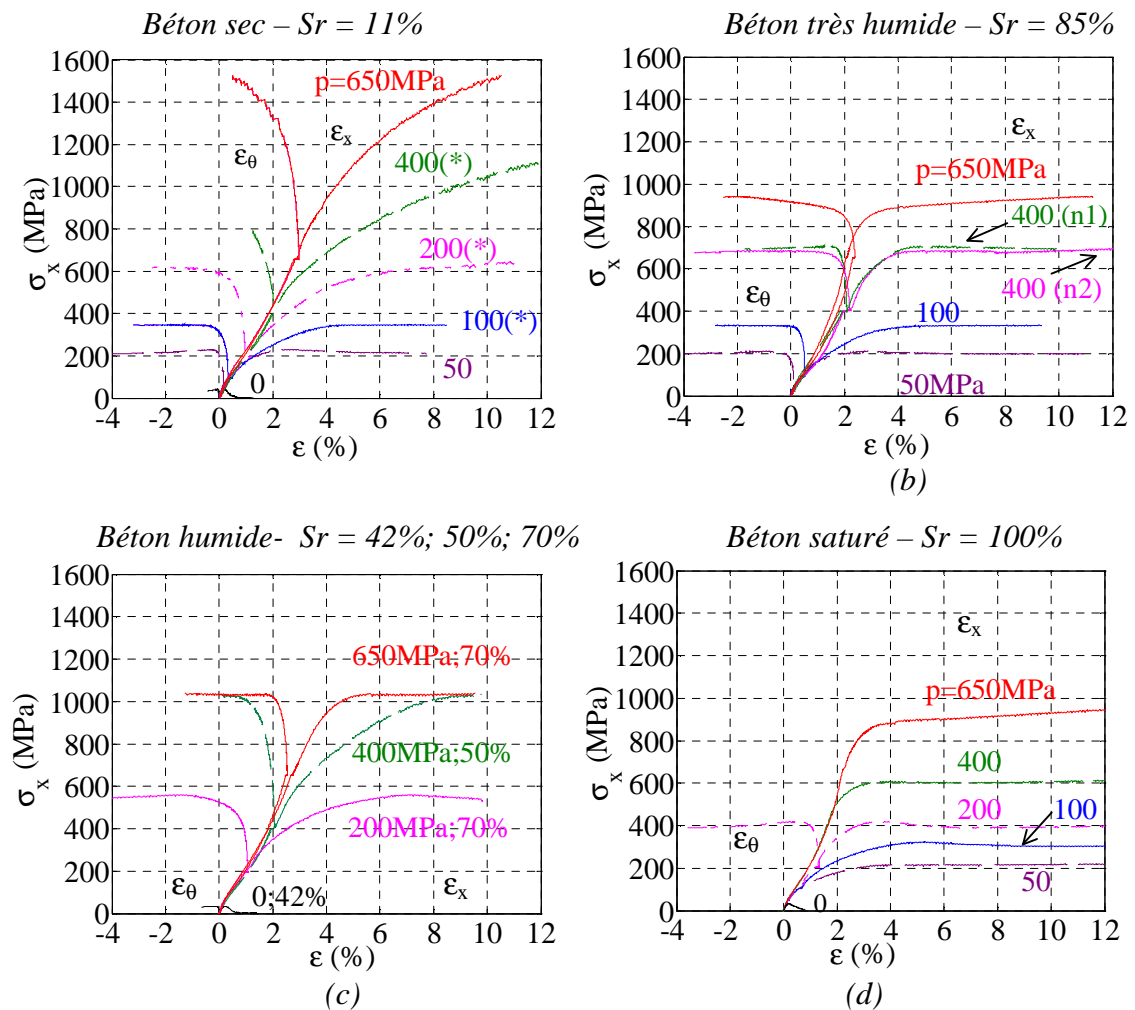 Béton sec – Sr = 11%
1600
1400
1200
1000
800
600
400
200
0
σx (MPa)
p=650MPa
εx
εθ
400(*)
200(*)
100(*)
50
0
-4 -2 0 2 4 6 8 10 12
ε (%)
Béton très humide – Sr = 85%
(b)
1600
1400
1200
1000
800
600
400
200
0
σx (MPa)
εx
p=650MPa
400 (n1)
400 (n2)
εθ
100
50MPa
-4 -2 0 2 4 6 8 10 12
ε (%)
Béton humide- Sr = 42%; 50%; 70%
1600
1400
1200
1000
800
600
400
200
0
σx (MPa)
650MPa;70%
400MPa;50%
200MPa;70%
εθ
0;42%
εx
-4 -2 0 2 4 6 8 10 12
ε (%)
(c)
Béton saturé – Sr = 100%
1600
1400
1200
1000
800
600
400
200
0
σx (MPa)
εx
p=650MPa
400
200
100
εθ
50
0
-4 -2 0 2 4 6 8 10 12
ε (%)
(d)